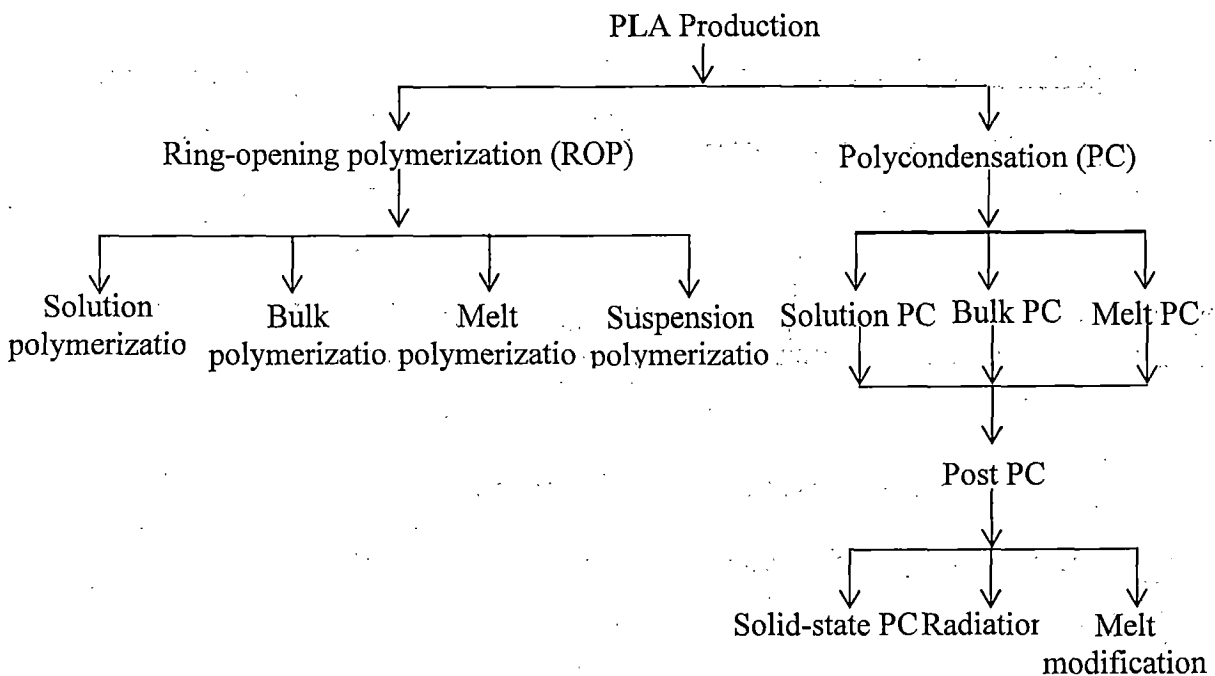 PLA Production
Ring-opening polymerization (ROP)
Polycondensation (PC)
Solution
polymerizatio
Bulk
polymerizatio
Melt
polymerizatio
Suspension
polymerizatio
Solution PC
Bulk PC
Melt PC
Post PC
Solid-state PC
Radiation
Melt
modification